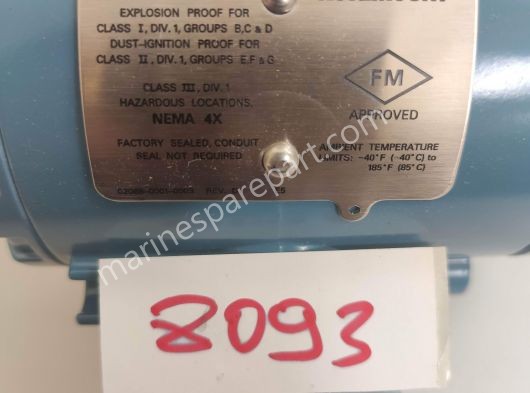 EXPLOSION PROOF FOR
CLASS I, DIV. 1, GROUPS B,C & D
DUST-IGNITION PROOF FOR
CLASS II, DIV. 1, GROUPS E,F & G
CLASS III, DIV. 1
HAZARDOUS LOCATIONS.
NEMA 4X
FACTORY SEALED, CONDUIT
SEAL NOT REQUIRED
FM
APPROVED
AMBIENT TEMPERATURE
LIMITS: -40°F (-40°C) to
185°F (85°C)
REV.
marinesparepart.com
8093